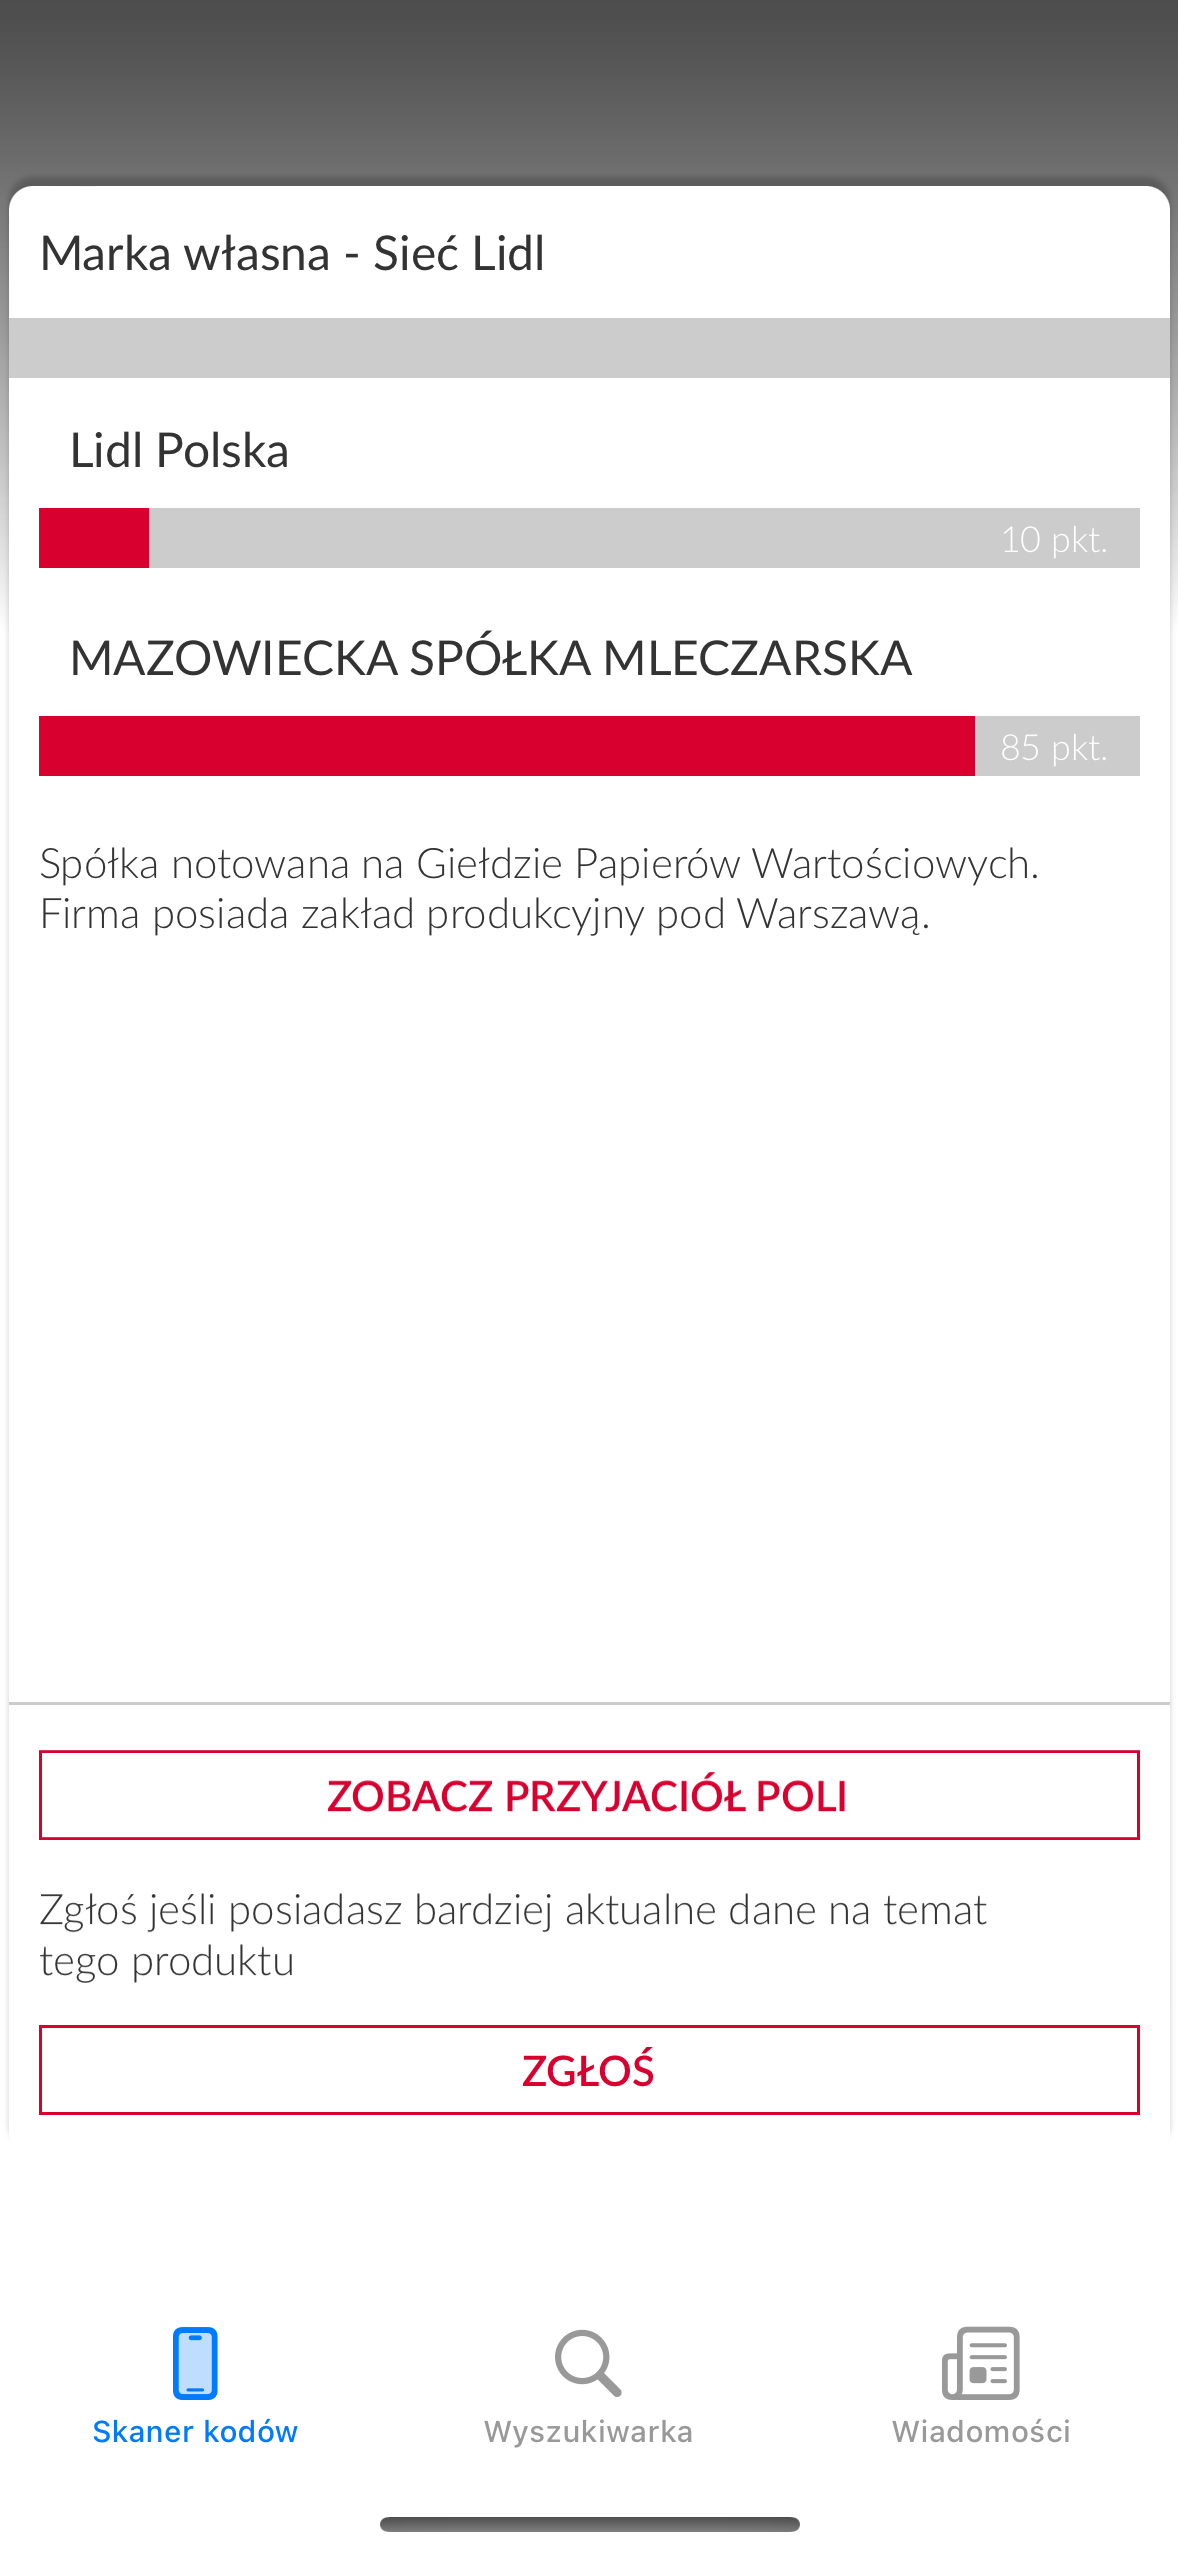 Marka własna - Sieć Lidl
Lidl Polska
10 pkt.
MAZOWIECKA SPÓŁKA MLECZARSKA
85 pkt.
Spółka notowana na Giełdzie Papierów Wartościowych.
Firma posiada zakład produkcyjny pod Warszawą.
ZOBACZ PRZYJACIÓŁ POLI
Zgłoś jeśli posiadasz bardziej aktualne dane na temat
tego produktu
ZGŁOŚ
Skaner kodów
Wyszukiwarka
Wiadomości